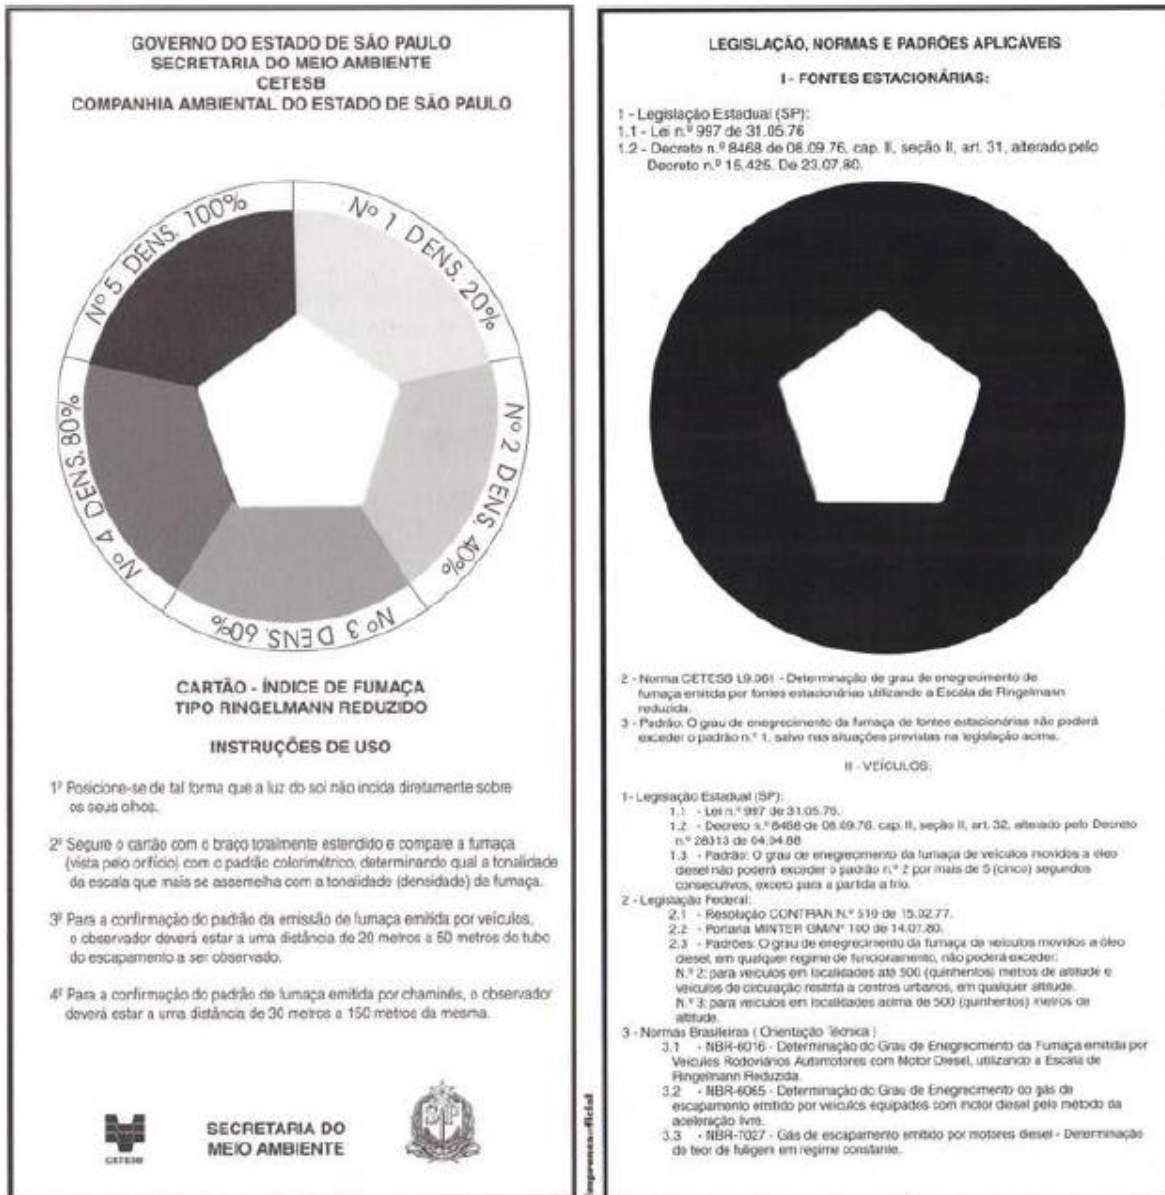 GOVERNO DO ESTADO DE SÃO PAULO
SECRETARIA DO MEIO AMBIENTE
CETESB
COMPANHIA AMBIENTAL DO ESTADO DE SÃO PAULO
Nº 1 DENS. 20%
Nº 2 DENS. 40%
Nº 3 DENS. 60%
Nº 4 DENS. 80%
Nº 5 DENS. 100%
CARTÃO - ÍNDICE DE FUMAÇA
TIPO RINGELMANN REDUZIDO
INSTRUÇÕES DE USO
1º Posicione-se de tal forma que a luz do sol não incida diretamente sobre
os seus olhos.
2º Segure o cartão com o braço totalmente estendido e compare a fumaça
(vista pelo orifício) com o padrão colorimétrico, determinando qual a tonalidade
da escala que mais se assemelha com a tonalidade (densidade) da fumaça.
3º Para a confirmação do padrão da emissão de fumaça emitida por veículos,
o observador deverá estar a uma distância de 20 metros a 50 metros do tubo
do escapamento a ser observado.
4º Para a confirmação do padrão de fumaça emitida por chaminés, o observador
deverá estar a uma distância de 30 metros a 150 metros da mesma.
CETESB
SECRETARIA DO
MEIO AMBIENTE
SP
imprensa oficial
LEGISLAÇÃO, NORMAS E PADRÕES APLICÁVEIS
I - FONTES ESTACIONÁRIAS:
1 - Legislação Estadual (SP):
1.1 - Lei n.º 997 de 31.05.76
1.2 - Decreto n.º 8468 de 08.09.76, cap. II, seção II, art. 31, alterado pelo
Decreto n.º 15.425. De 23.07.80.
2 - Norma CETESB L9.061 - Determinação de grau de enegrecimento de
fumaça emitida por fontes estacionárias utilizando a Escala de Ringelmann
reduzida.
3 - Padrão: O grau de enegrecimento da fumaça de fontes estacionárias não poderá
exceder o padrão n.º 1, salvo nas situações previstas na legislação acima.
II - VEÍCULOS:
1- Legislação Estadual (SP):
1.1 - Lei n.º 997 de 31.05.76.
1.2 - Decreto n.º 8468 de 08.09.76, cap. II, seção II, art. 32, alterado pelo Decreto
n.º 28313 de 04.04.88
1.3 - Padrão: O grau de enegrecimento da fumaça de veículos movidos a óleo
diesel não poderá exceder o padrão n.º 2 por mais de 5 (cinco) segundos
consecutivos, exceto para a partida a frio.
2 - Legislação Federal:
2.1 - Resolução CONTRAN N.º 510 de 15.02.77.
2.2 - Portaria MINTER GM/Nº 100 de 14.07.80.
2.3 - Padrões: O grau de enegrecimento da fumaça de veículos movidos a óleo
diesel, em qualquer regime de funcionamento, não poderá exceder:
N.º 2: para veículos em localidades até 500 (quinhentos) metros de altitude e
veículos de circulação restrita a centros urbanos, em qualquer altitude.
N.º 3: para veículos em localidades acima de 500 (quinhentos) metros de
altitude.
3 - Normas Brasileiras ( Orientação Técnica )
3.1 - NBR-6016 - Determinação do Grau de Enegrecimento da Fumaça emitida por
Veículos Rodoviários Automotores com Motor Diesel, utilizando a Escala de
Ringelmann Reduzida.
3.2 - NBR-6065 - Determinação do Grau de Enegrecimento do gás de
escapamento emitido por veículos equipados com motor diesel pelo método da
aceleração livre.
3.3 - NBR-7027 - Gás de escapamento emitido por motores diesel - Determinação
do teor de fuligem em regime constante.